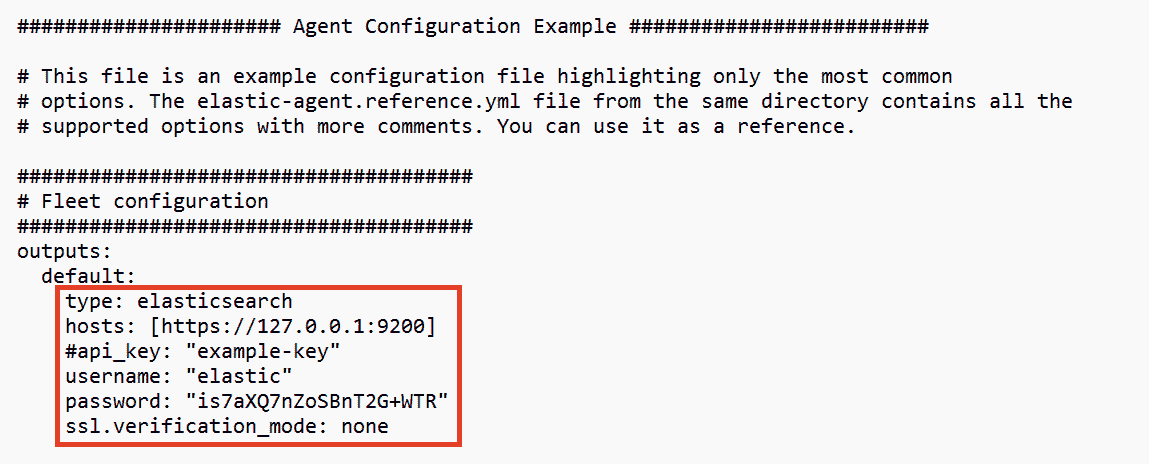 ###################### Agent Configuration Example #########################
# This file is an example configuration file highlighting only the most common
# options. The elastic-agent.reference.yml file from the same directory contains all the
# supported options with more comments. You can use it as a reference.
######################################
# Fleet configuration
######################################
outputs:
  default:
    type: elasticsearch
    hosts: [https://127.0.0.1:9200]
    #api_key: "example-key"
    username: "elastic"
    password: "is7aXQ7nZoSBnT2G+WTR"
    ssl.verification_mode: none